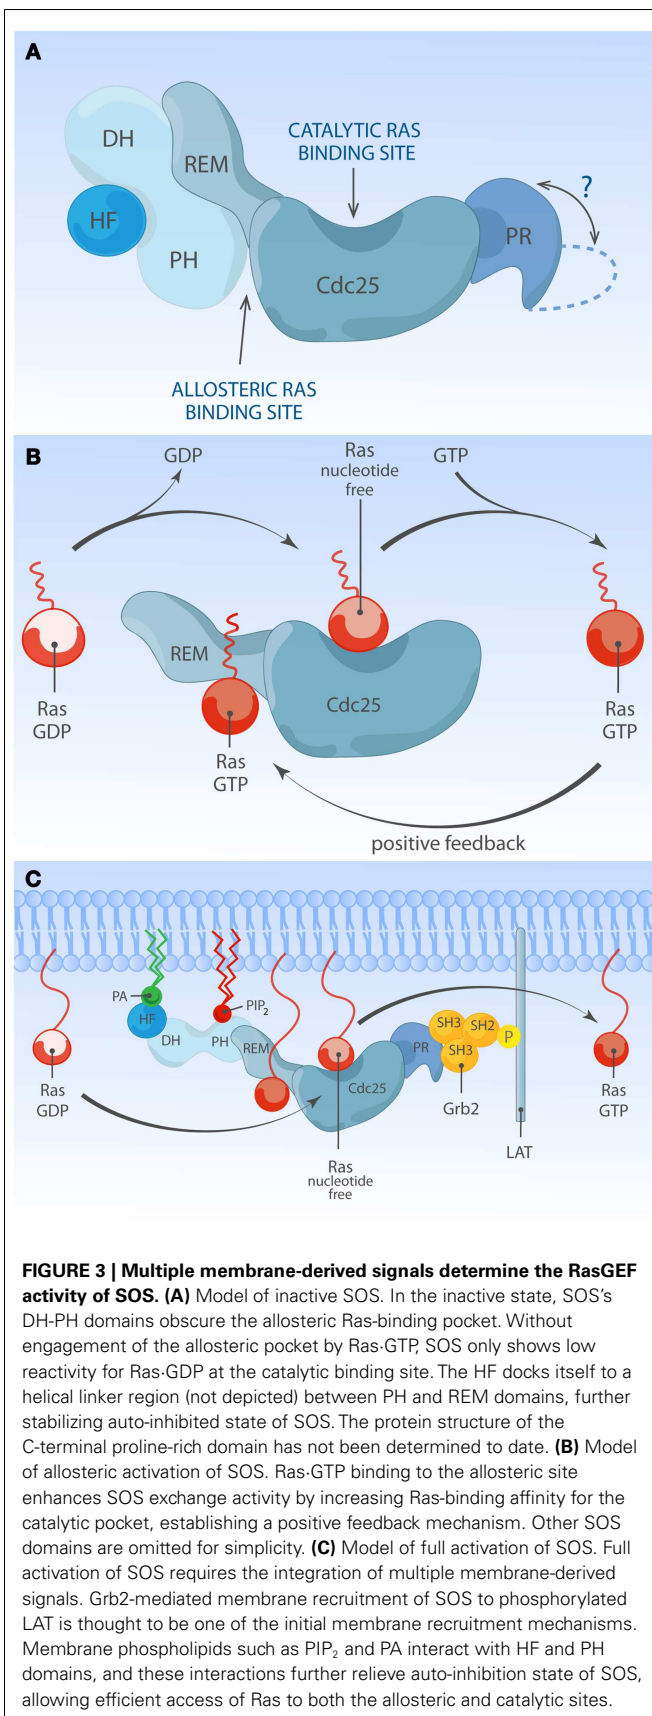 A
DH
REM
CATALYTIC RAS
BINDING SITE
?
HF
PR
PH
Cdc25
ALLOSTERIC RAS
BINDING SITE
B
GDP
Ras
nucleotide
free
GTP
REM
Cdc25
Ras
GDP
Ras
GTP
Ras
GTP
positive feedback
C
PA
PIP₂
HF
DH
PH
REM
Cdc25
PR
SH3
SH2
P
SH3
Ras
GDP
Grb2
Ras
GTP
LAT
Ras
nucleotide
free
FIGURE 3 | Multiple membrane-derived signals determine the RasGEF
activity of SOS. (A) Model of inactive SOS. In the inactive state, SOS's
DH-PH domains obscure the allosteric Ras-binding pocket. Without
engagement of the allosteric pocket by Ras·GTP, SOS only shows low
reactivity for Ras·GDP at the catalytic binding site. The HF docks itself to a
helical linker region (not depicted) between PH and REM domains, further
stabilizing auto-inhibited state of SOS. The protein structure of the
C-terminal proline-rich domain has not been determined to date. (B) Model
of allosteric activation of SOS. Ras·GTP binding to the allosteric site
enhances SOS exchange activity by increasing Ras-binding affinity for the
catalytic pocket, establishing a positive feedback mechanism. Other SOS
domains are omitted for simplicity. (C) Model of full activation of SOS. Full
activation of SOS requires the integration of multiple membrane-derived
signals. Grb2-mediated membrane recruitment of SOS to phosphorylated
LAT is thought to be one of the initial membrane recruitment mechanisms.
Membrane phospholipids such as PIP₂ and PA interact with HF and PH
domains, and these interactions further relieve auto-inhibition state of SOS,
allowing efficient access of Ras to both the allosteric and catalytic sites.